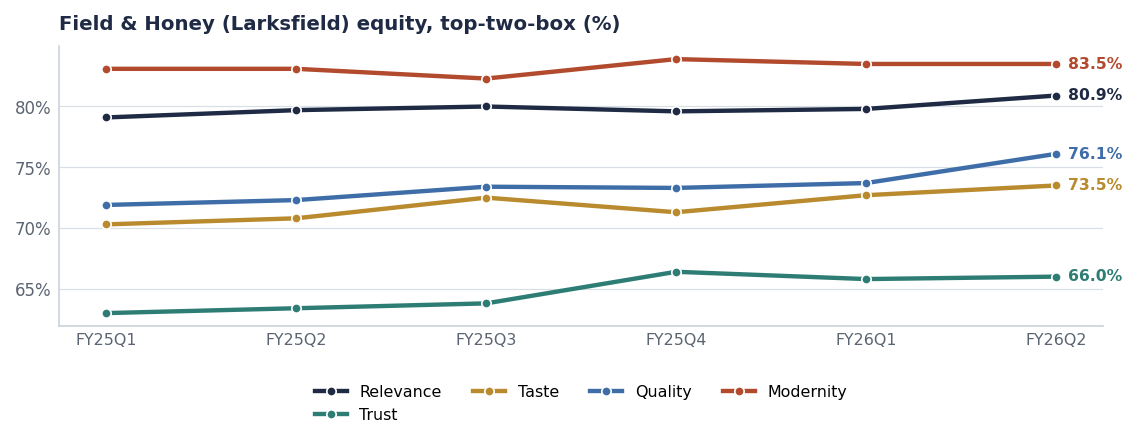 Field & Honey (Larksfield) equity, top-two-box (%)
83.5%
80.9%
80%
76.1%
75%
73.5%
70%
66.0%
65%
FY25Q1 FY25Q2 FY25Q3 FY25Q4 FY26Q1 FY26Q2
Relevance Taste Quality Modernity
Trust